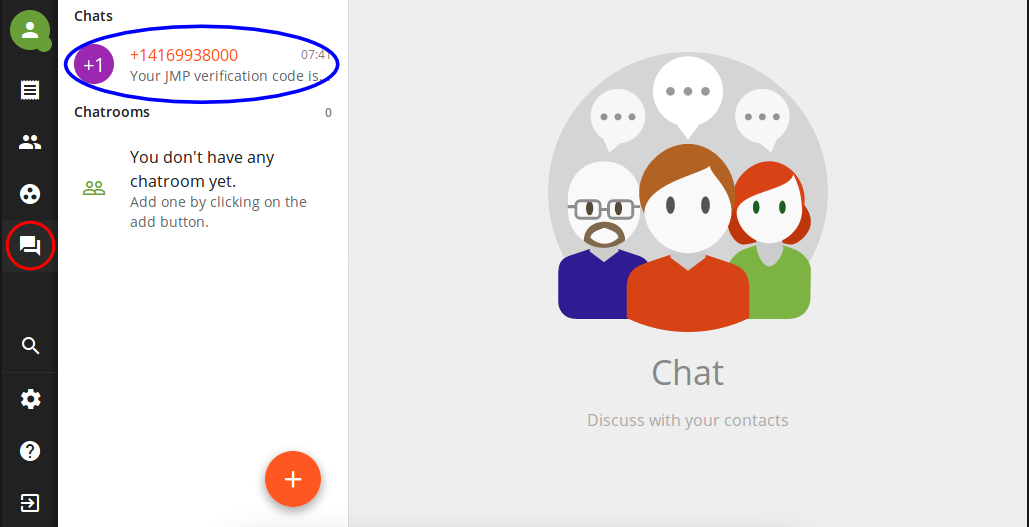 Chats
+1
+14169938000
07:41
Your JMP verification code is...
Chatrooms
0
You don't have any
chatroom yet.
Add one by clicking on the
add button.
Chat
Discuss with your contacts